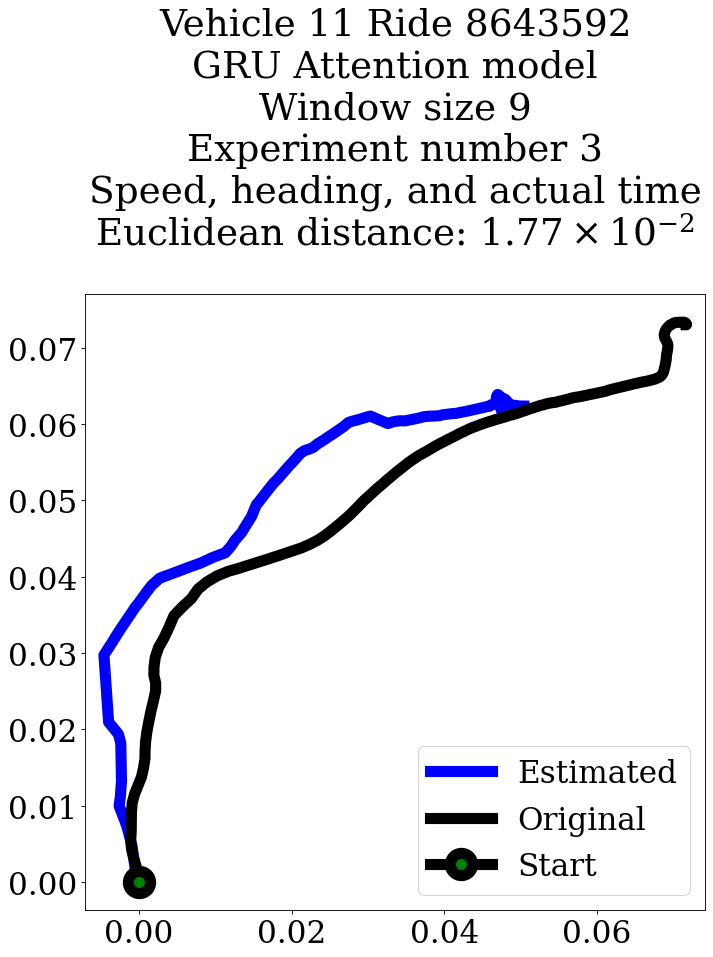 Vehicle 11 Ride 8643592
GRU Attention model
Window size 9
Experiment number 3
Speed, heading, and actual time
Euclidean distance: 1.77 × 10⁻²
0.07
0.06
0.05
0.04
0.03
0.02
0.01
0.00
Estimated
Original
Start
0.00 0.02 0.04 0.06